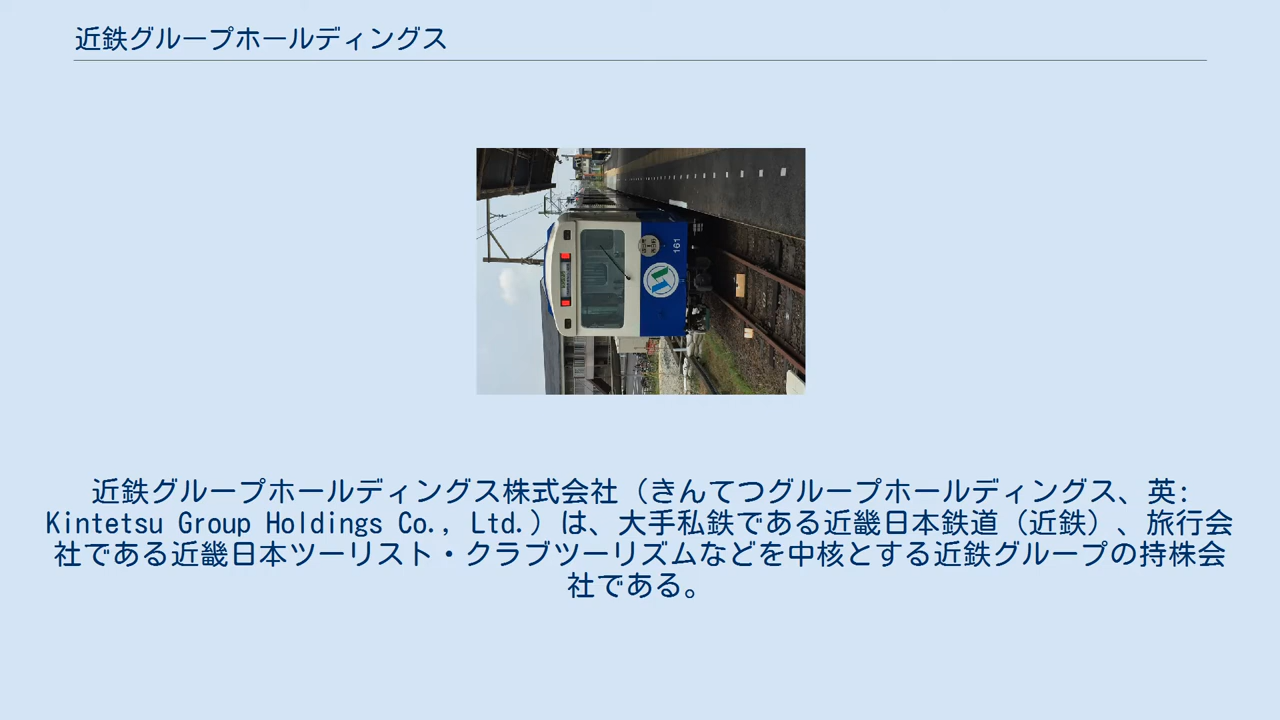 近鉄グループホールディングス
161
近鉄グループホールディングス株式会社（きんてつグループホールディングス、英:
Kintetsu Group Holdings Co., Ltd.）は、大手私鉄である近畿日本鉄道（近鉄）、旅行会
社である近畿日本ツーリスト・クラブツーリズムなどを中核とする近鉄グループの持株会
社である。